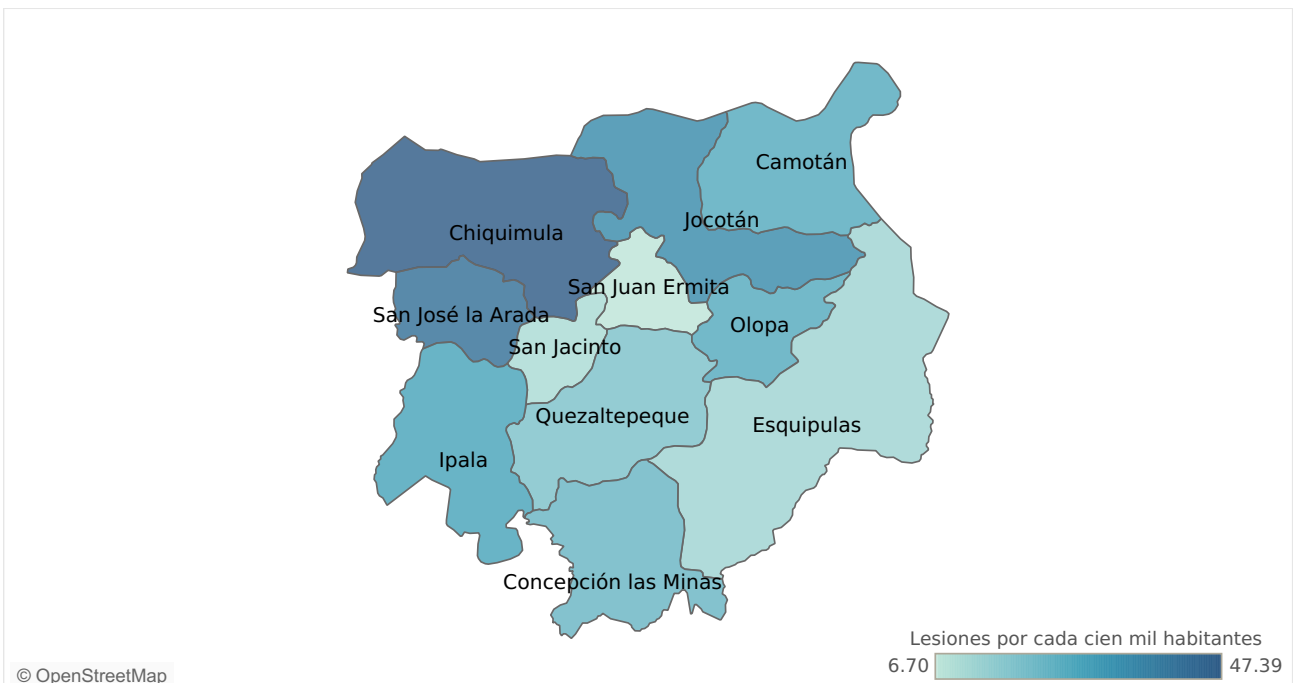 Camotán
Jocotán
Chiquimula
San Juan Ermita
San José la Arada
Olopa
San Jacinto
Quezaltepeque
Esquipulas
Ipala
Concepción las Minas
Lesiones por cada cien mil habitantes
6.70 47.39
© OpenStreetMap